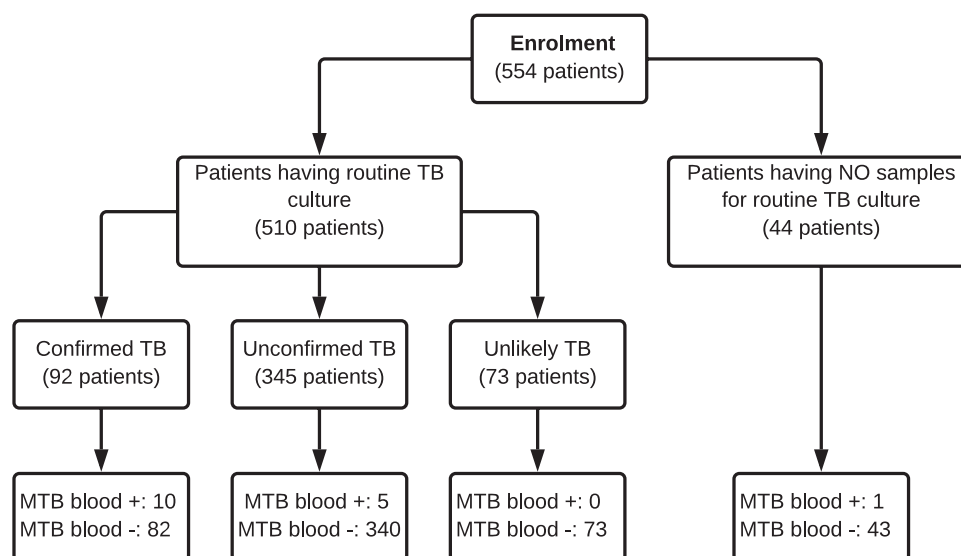 Enrolment
(554 patients)
Patients having routine TB
culture
(510 patients)
Patients having NO samples
for routine TB culture
(44 patients)
Confirmed TB
(92 patients)
Unconfirmed TB
(345 patients)
Unlikely TB
(73 patients)
MTB blood +: 10
MTB blood -: 82
MTB blood +: 5
MTB blood -: 340
MTB blood +: 0
MTB blood -: 73
MTB blood +: 1
MTB blood -: 43